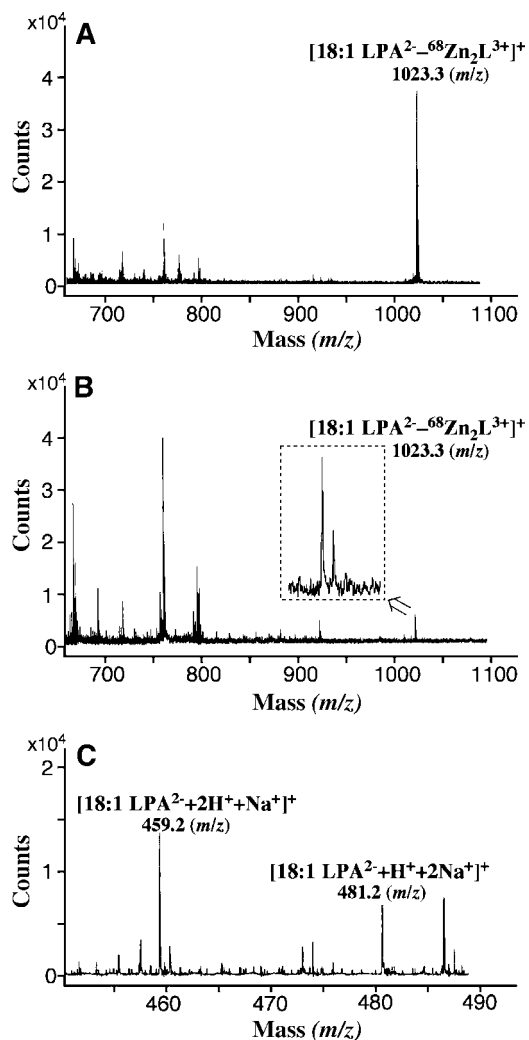 A
x10⁴
[18:1 LPA²⁻–⁶⁸Zn₂L³⁺]⁺
1023.3 (m/z)
4
3
2
1
0
Counts
700 800 900 1000 1100
Mass (m/z)
B
x10⁴
[18:1 LPA²⁻–⁶⁸Zn₂L³⁺]⁺
1023.3 (m/z)
4
3
2
1
0
Counts
700 800 900 1000 1100
Mass (m/z)
C
x10⁴
2
[18:1 LPA²⁻+2H⁺+Na⁺]⁺
459.2 (m/z)
[18:1 LPA²⁻+H⁺+2Na⁺]⁺
481.2 (m/z)
1
0
Counts
460 470 480 490
Mass (m/z)